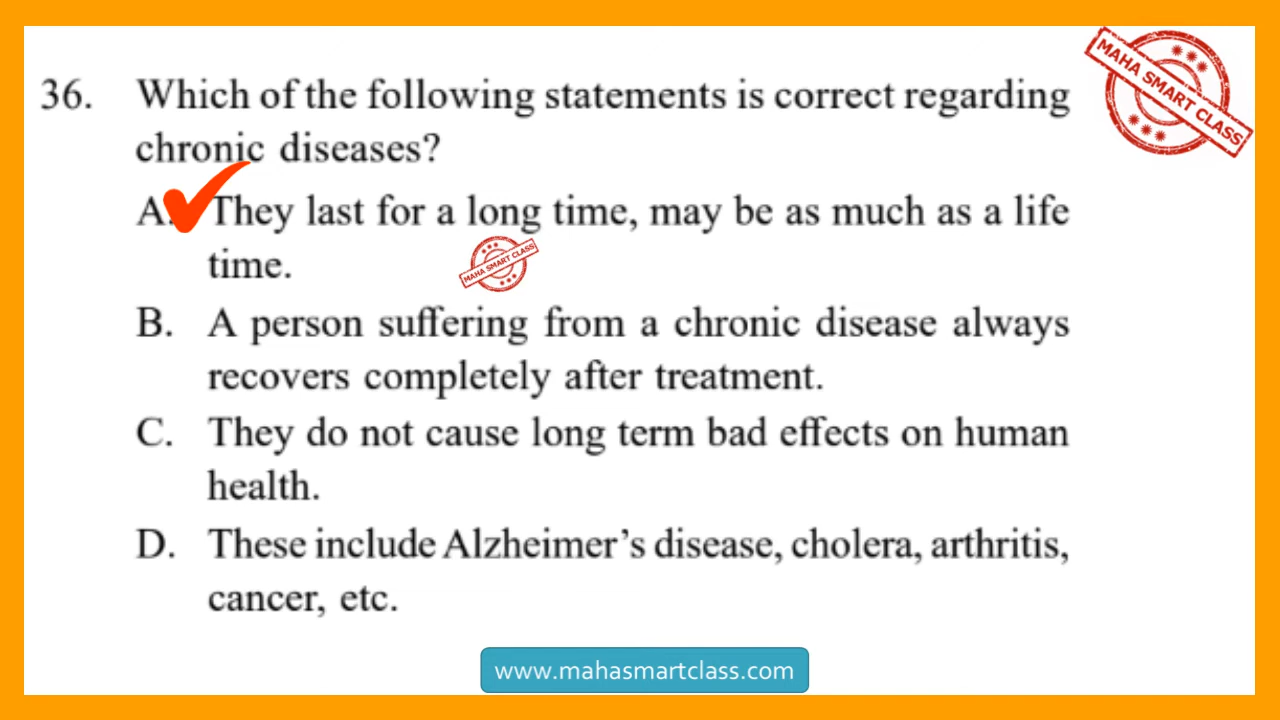 MAHA SMART CLASS
36. Which of the following statements is correct regarding
chronic diseases?
A. They last for a long time, may be as much as a life
time.
MAHA SMART CLASS
B. A person suffering from a chronic disease always
recovers completely after treatment.
C. They do not cause long term bad effects on human
health.
D. These include Alzheimer's disease, cholera, arthritis,
cancer, etc.
www.mahasmartclass.com